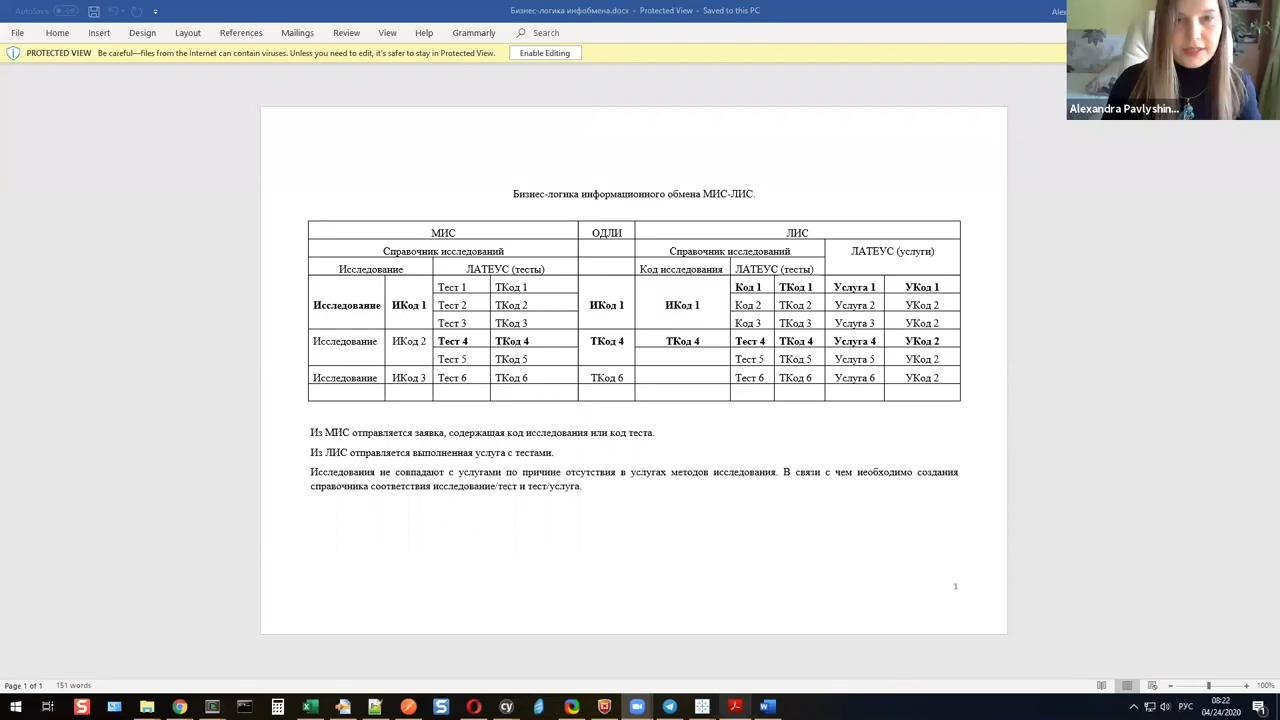 AutoSave
Off
Бизнес-логика инфобмена.docx - Protected View - Saved to this PC
File Home Insert Design Layout References Mailings Review View Help Grammarly Search
PROTECTED VIEW Be careful—files from the Internet can contain viruses. Unless you need to edit, it's safer to stay in Protected View. Enable Editing
Alexandra Pavlyshin...
Бизнес-логика информационного обмена МИС-ЛИС.
МИС ОДЛИ ЛИС
Справочник исследований Справочник исследований ЛАТЕУС (услуги)
Исследование ЛАТЕУС (тесты) Код исследования ЛАТЕУС (тесты)
Тест 1 ТКод 1 Код 1 ТКод 1 Услуга 1 УКод 1
Исследование ИКод 1 Тест 2 ТКод 2 ИКод 1 ИКод 1 Код 2 ТКод 2 Услуга 2 УКод 2
Тест 3 ТКод 3 Код 3 ТКод 3 Услуга 3 УКод 2
Исследование ИКод 2 Тест 4 ТКод 4 ТКод 4 ТКод 4 Тест 4 ТКод 4 Услуга 4 УКод 2
Тест 5 ТКод 5 Тест 5 ТКод 5 Услуга 5 УКод 2
Исследование ИКод 3 Тест 6 ТКод 6 ТКод 6 Тест 6 ТКод 6 Услуга 6 УКод 2
Из МИС отправляется заявка, содержащая код исследования или код теста.
Из ЛИС отправляется выполненная услуга с тестами.
Исследования не совпадают с услугами по причине отсутствия в услугах методов исследования. В связи с чем необходимо создания
справочника соответствия исследование/тест и тест/услуга.
1
Page 1 of 1 151 words 100%
РУС 08:22
04/24/2020